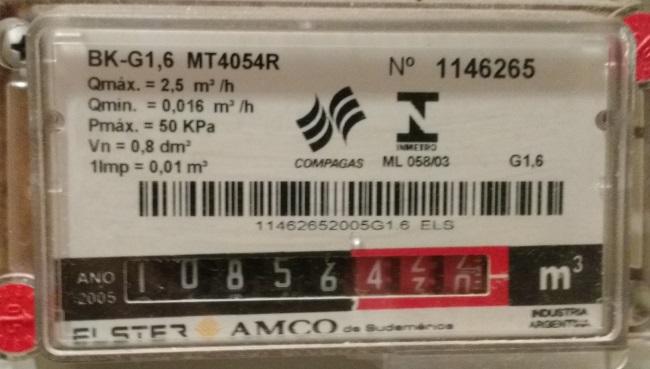 BK-G1,6 MT4054R
Nº 1146265
Qmáx. = 2,5 m³/h
Qmin. = 0,016 m³/h
Pmáx. = 50 KPa
Vn = 0,8 dm³
1Imp = 0,01 m³
COMPAGAS
INMETRO
ML 058/03
G1,6
11462652005G1.6 ELS
ANO
2005
1 0 8 5 6 4
m³
ELSTER AMCO de Sudamérica
INDUSTRIA
ARGENTINA